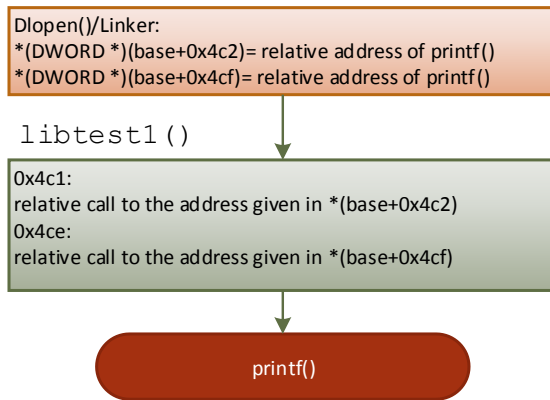 Dlopen()/Linker:
*(DWORD *)(base+0x4c2)= relative address of printf()
*(DWORD *)(base+0x4cf)= relative address of printf()
libtest1()
0x4c1:
relative call to the address given in *(base+0x4c2)
0x4ce:
relative call to the address given in *(base+0x4cf)
printf()